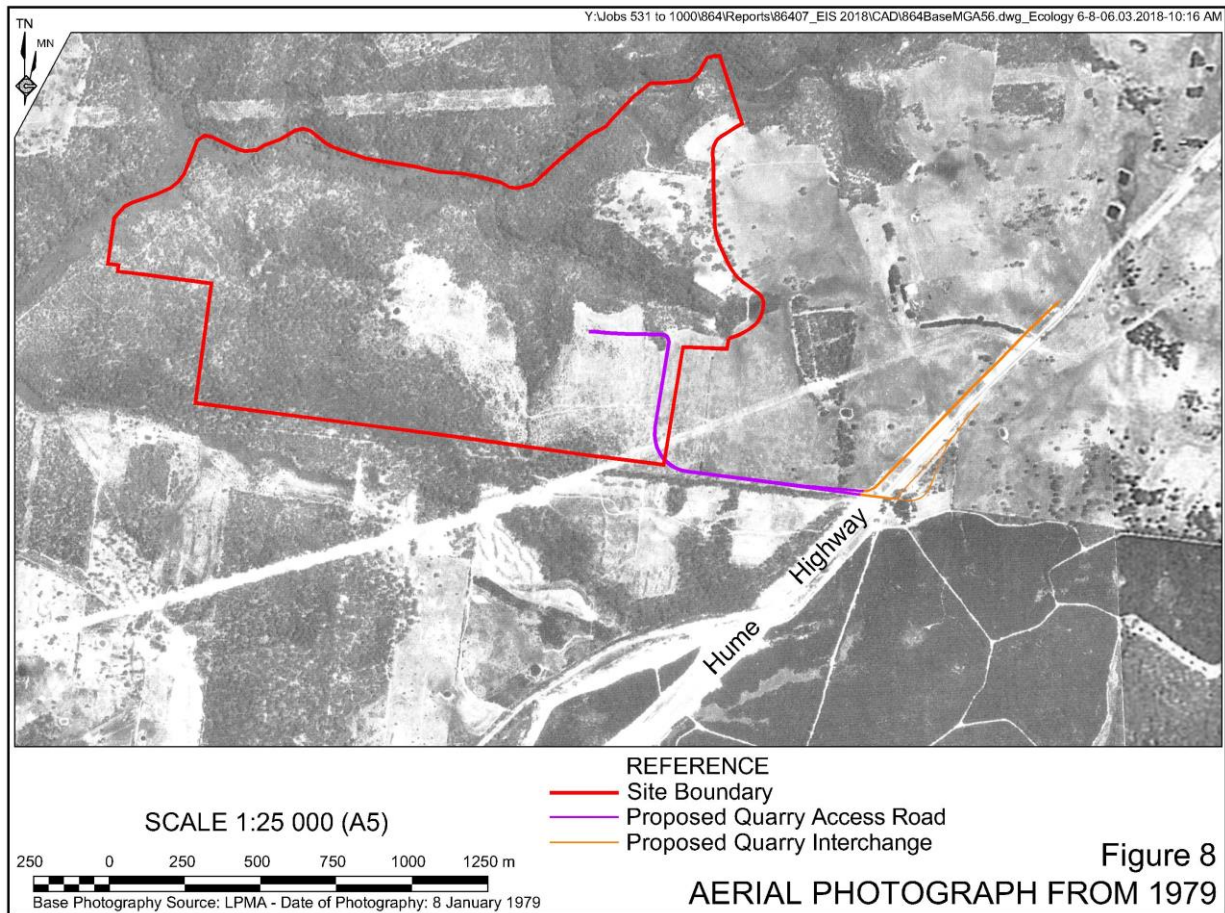 Y:\Jobs 531 to 1000\864\Reports\86407_EIS 2018\CAD\864BaseMGA56.dwg_Ecology 6-8-06.03.2018-10:16 AM
TN
MN
Hume Highway
REFERENCE
Site Boundary
Proposed Quarry Access Road
Proposed Quarry Interchange
SCALE 1:25 000 (A5)
250 0 250 500 750 1000 1250 m
Base Photography Source: LPMA - Date of Photography: 8 January 1979
Figure 8
AERIAL PHOTOGRAPH FROM 1979